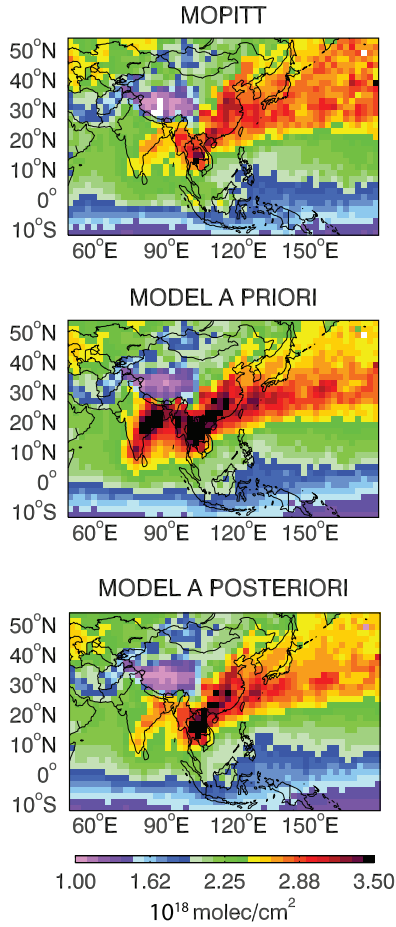 MOPITT
50°N
40°N
30°N
20°N
10°N
0°
10°S
60°E 90°E 120°E 150°E
MODEL A PRIORI
50°N
40°N
30°N
20°N
10°N
0°
10°S
60°E 90°E 120°E 150°E
MODEL A POSTERIORI
50°N
40°N
30°N
20°N
10°N
0°
10°S
60°E 90°E 120°E 150°E
1.00 1.62 2.25 2.88 3.50
10¹⁸ molec/cm²